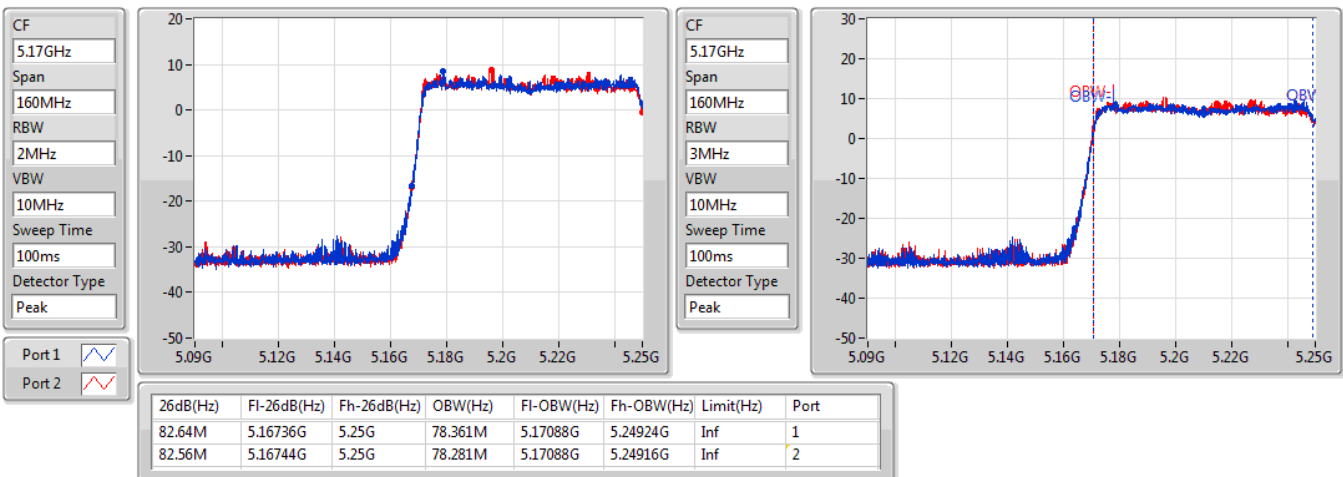 CF
5.17GHz
Span
160MHz
RBW
2MHz
VBW
10MHz
Sweep Time
100ms
Detector Type
Peak
Port 1
Port 2
20
10
0
-10
-20
-30
-40
-50
5.09G 5.12G 5.14G 5.16G 5.18G 5.2G 5.22G 5.25G
CF
5.17GHz
Span
160MHz
RBW
3MHz
VBW
10MHz
Sweep Time
100ms
Detector Type
Peak
30
20
10
0
-10
-20
-30
-40
-50
OBW-
OBW-
OBW
5.09G 5.12G 5.14G 5.16G 5.18G 5.2G 5.22G 5.25G
26dB(Hz) Fl-26dB(Hz) Fh-26dB(Hz) OBW(Hz) Fl-OBW(Hz) Fh-OBW(Hz) Limit(Hz) Port
82.64M 5.16736G 5.25G 78.361M 5.17088G 5.24924G Inf 1
82.56M 5.16744G 5.25G 78.281M 5.17088G 5.24916G Inf 2